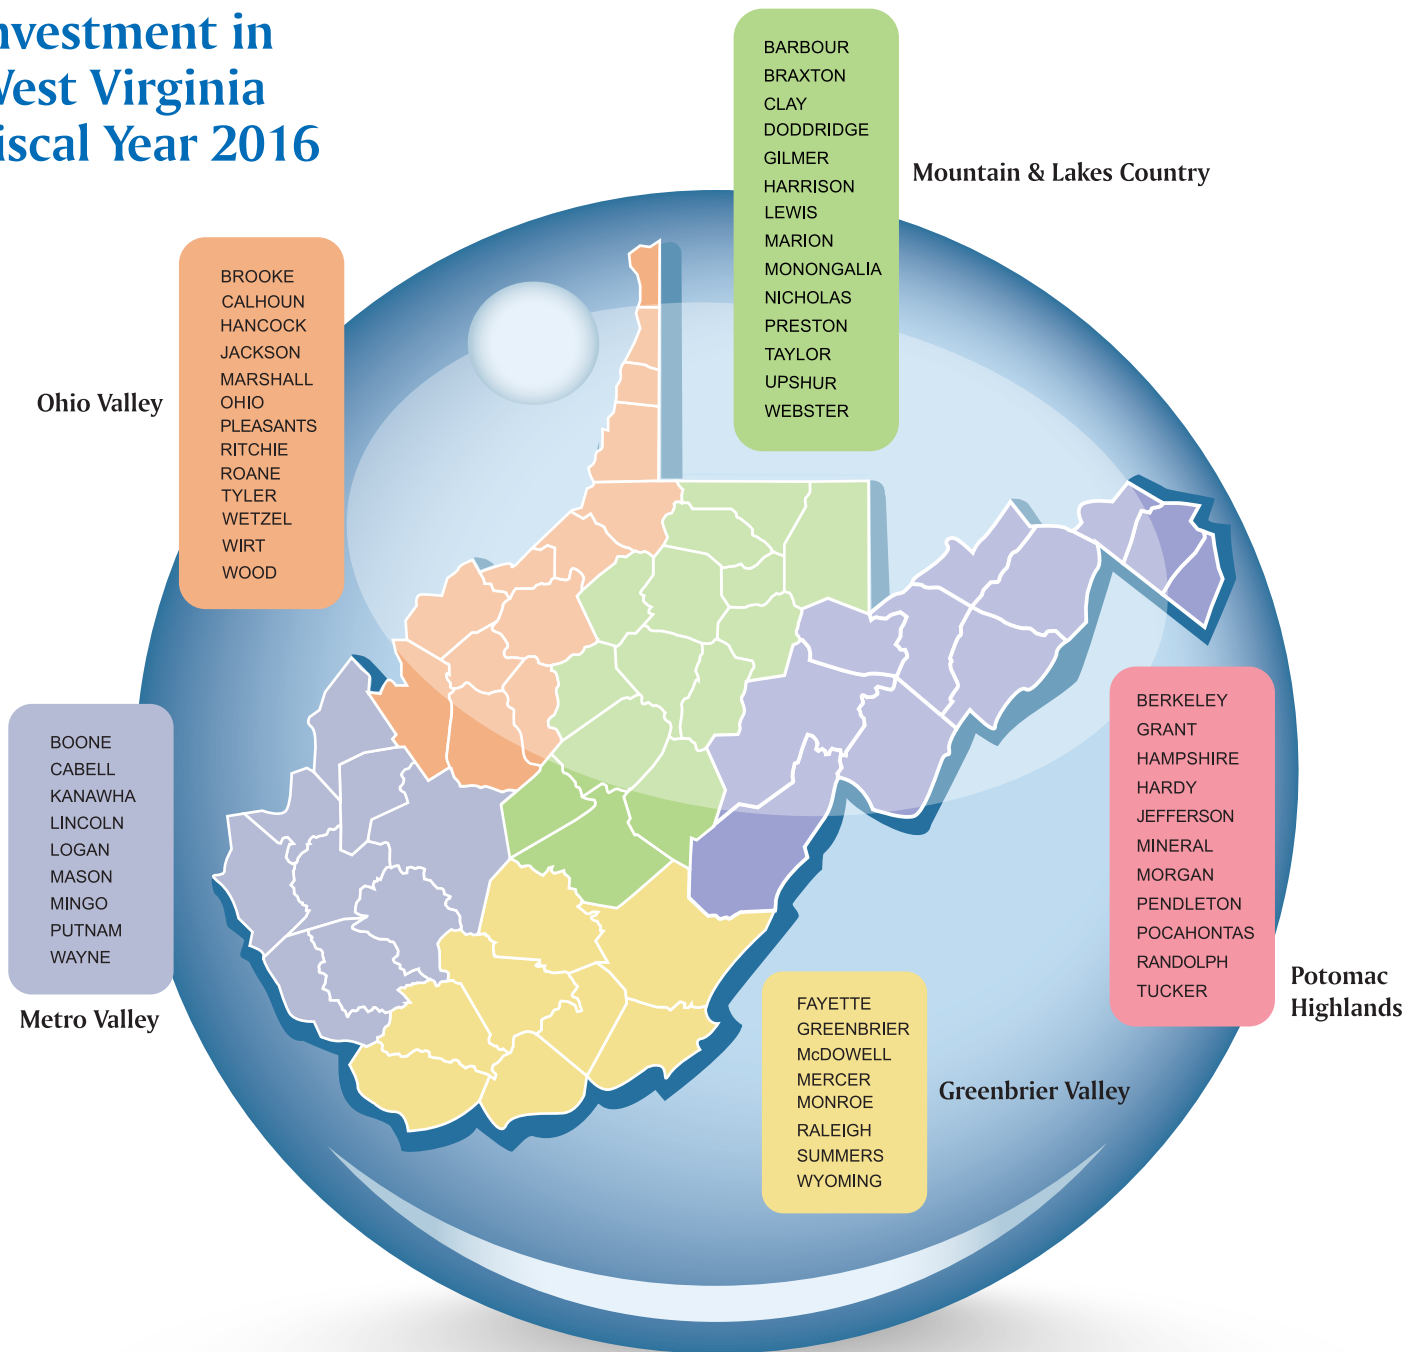 nvestment in
West Virginia
iscal Year 2016
BARBOUR
BRAXTON
CLAY
DODDRIDGE
GILMER
HARRISON
LEWIS
MARION
MONONGALIA
NICHOLAS
PRESTON
TAYLOR
UPSHUR
WEBSTER
Mountain & Lakes Country
BROOKE
CALHOUN
HANCOCK
JACKSON
MARSHALL
OHIO
PLEASANTS
RITCHIE
ROANE
TYLER
WETZEL
WIRT
WOOD
Ohio Valley
BOONE
CABELL
KANAWHA
LINCOLN
LOGAN
MASON
MINGO
PUTNAM
WAYNE
Metro Valley
BERKELEY
GRANT
HAMPSHIRE
HARDY
JEFFERSON
MINERAL
MORGAN
PENDLETON
POCAHONTAS
RANDOLPH
TUCKER
Potomac
Highlands
FAYETTE
GREENBRIER
McDOWELL
MERCER
MONROE
RALEIGH
SUMMERS
WYOMING
Greenbrier Valley